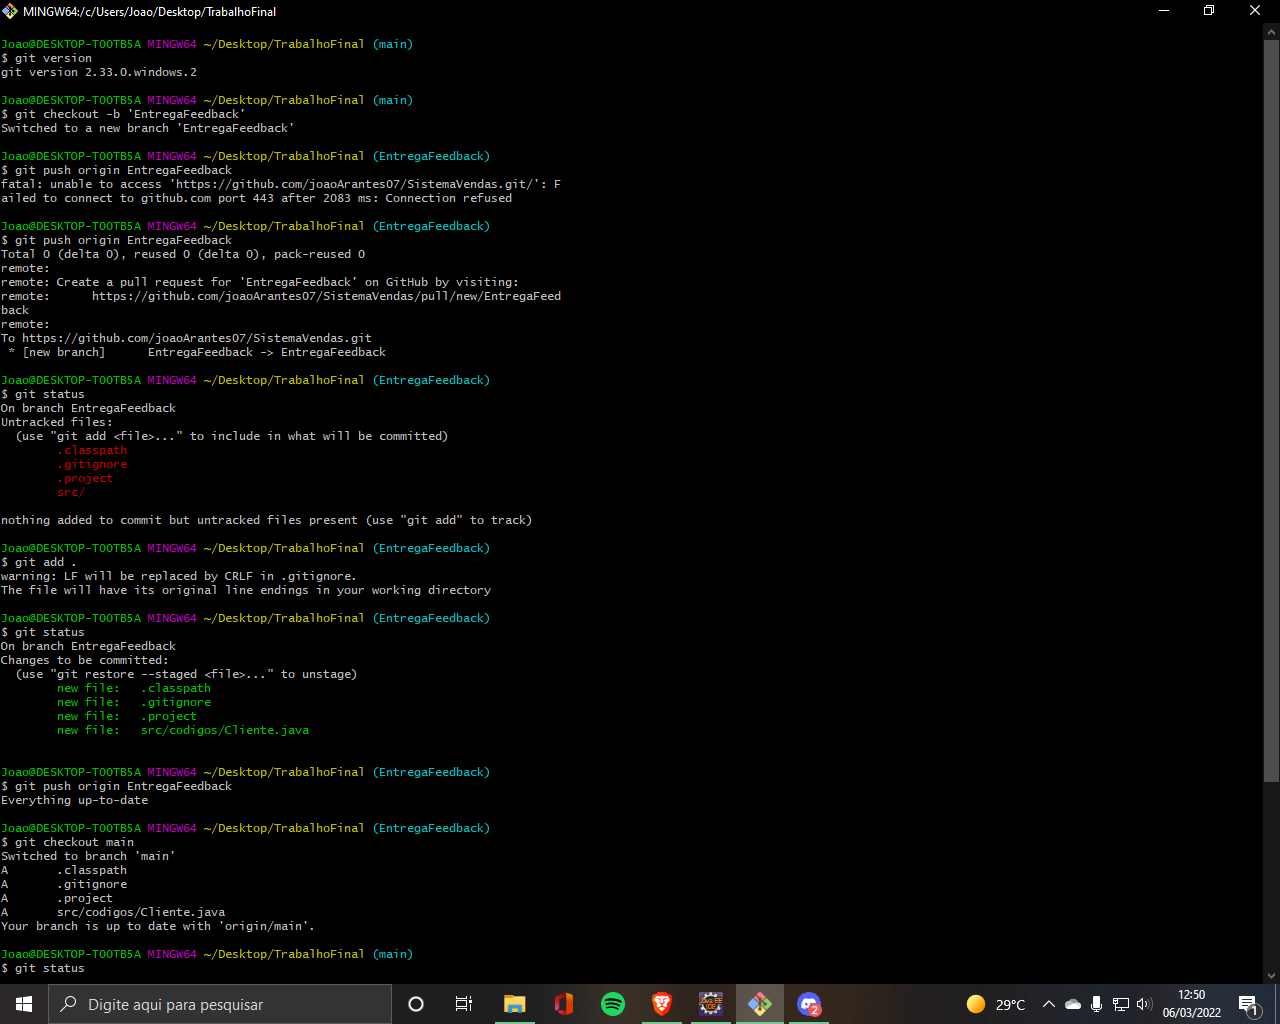 MINGW64:/c/Users/Joao/Desktop/TrabalhoFinal
Joao@DESKTOP-TOOTB5A MINGW64 ~/Desktop/TrabalhoFinal (main)
$ git version
git version 2.33.0.windows.2
Joao@DESKTOP-TOOTB5A MINGW64 ~/Desktop/TrabalhoFinal (main)
$ git checkout -b 'EntregaFeedback'
Switched to a new branch 'EntregaFeedback'
Joao@DESKTOP-TOOTB5A MINGW64 ~/Desktop/TrabalhoFinal (EntregaFeedback)
$ git push origin EntregaFeedback
fatal: unable to access 'https://github.com/joaoArantes07/SistemaVendas.git/': F
ailed to connect to github.com port 443 after 2083 ms: Connection refused
Joao@DESKTOP-TOOTB5A MINGW64 ~/Desktop/TrabalhoFinal (EntregaFeedback)
$ git push origin EntregaFeedback
Total 0 (delta 0), reused 0 (delta 0), pack-reused 0
remote:
remote: Create a pull request for 'EntregaFeedback' on GitHub by visiting:
remote:      https://github.com/joaoArantes07/SistemaVendas/pull/new/EntregaFeed
back
remote:
To https://github.com/joaoArantes07/SistemaVendas.git
 * [new branch]      EntregaFeedback -> EntregaFeedback
Joao@DESKTOP-TOOTB5A MINGW64 ~/Desktop/TrabalhoFinal (EntregaFeedback)
$ git status
On branch EntregaFeedback
Untracked files:
  (use "git add <file>..." to include in what will be committed)
        .classpath
        .gitignore
        .project
        src/
nothing added to commit but untracked files present (use "git add" to track)
Joao@DESKTOP-TOOTB5A MINGW64 ~/Desktop/TrabalhoFinal (EntregaFeedback)
$ git add .
warning: LF will be replaced by CRLF in .gitignore.
The file will have its original line endings in your working directory
Joao@DESKTOP-TOOTB5A MINGW64 ~/Desktop/TrabalhoFinal (EntregaFeedback)
$ git status
On branch EntregaFeedback
Changes to be committed:
  (use "git restore --staged <file>..." to unstage)
        new file:   .classpath
        new file:   .gitignore
        new file:   .project
        new file:   src/codigos/Cliente.java
Joao@DESKTOP-TOOTB5A MINGW64 ~/Desktop/TrabalhoFinal (EntregaFeedback)
$ git push origin EntregaFeedback
Everything up-to-date
Joao@DESKTOP-TOOTB5A MINGW64 ~/Desktop/TrabalhoFinal (EntregaFeedback)
$ git checkout main
Switched to branch 'main'
A       .classpath
A       .gitignore
A       .project
A       src/codigos/Cliente.java
Your branch is up to date with 'origin/main'.
Joao@DESKTOP-TOOTB5A MINGW64 ~/Desktop/TrabalhoFinal (main)
$ git status
Digite aqui para pesquisar
Java EE
IDE
2
29°C
12:50
06/03/2022
1